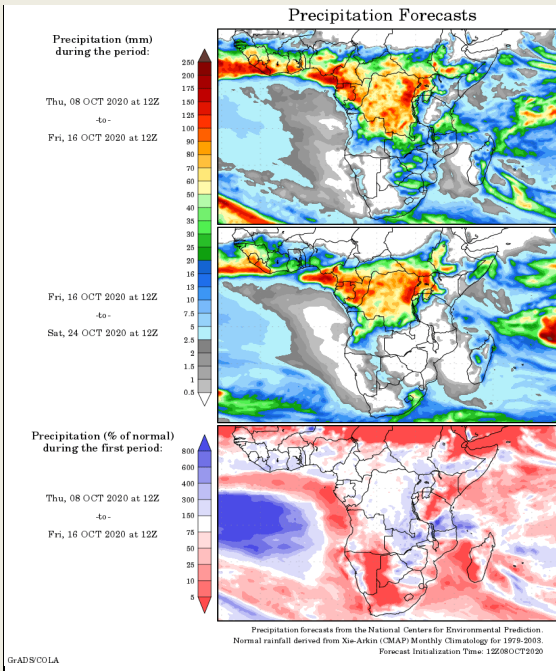 Precipitation Forecasts
Precipitation (mm)
during the period:
Thu, 08 OCT 2020 at 12Z
-to-
Fri, 16 OCT 2020 at 12Z
250
200
175
150
125
100
90
80
70
60
50
40
35
30
25
20
16
13
10
7.5
5
2.5
2
1.5
1
0.5
Fri, 16 OCT 2020 at 12Z
-to-
Sat, 24 OCT 2020 at 12Z
Precipitation (% of normal)
during the first period:
Thu, 08 OCT 2020 at 12Z
-to-
Fri, 16 OCT 2020 at 12Z
800
600
400
300
150
75
50
25
10
5
Precipitation forecasts from the National Centers for Environmental Prediction.
Normal rainfall derived from Xie-Arkin (CMAP) Monthly Climatology for 1979-2003.
Forecast Initialization Time: 12Z08OCT2020
GrADS/COLA